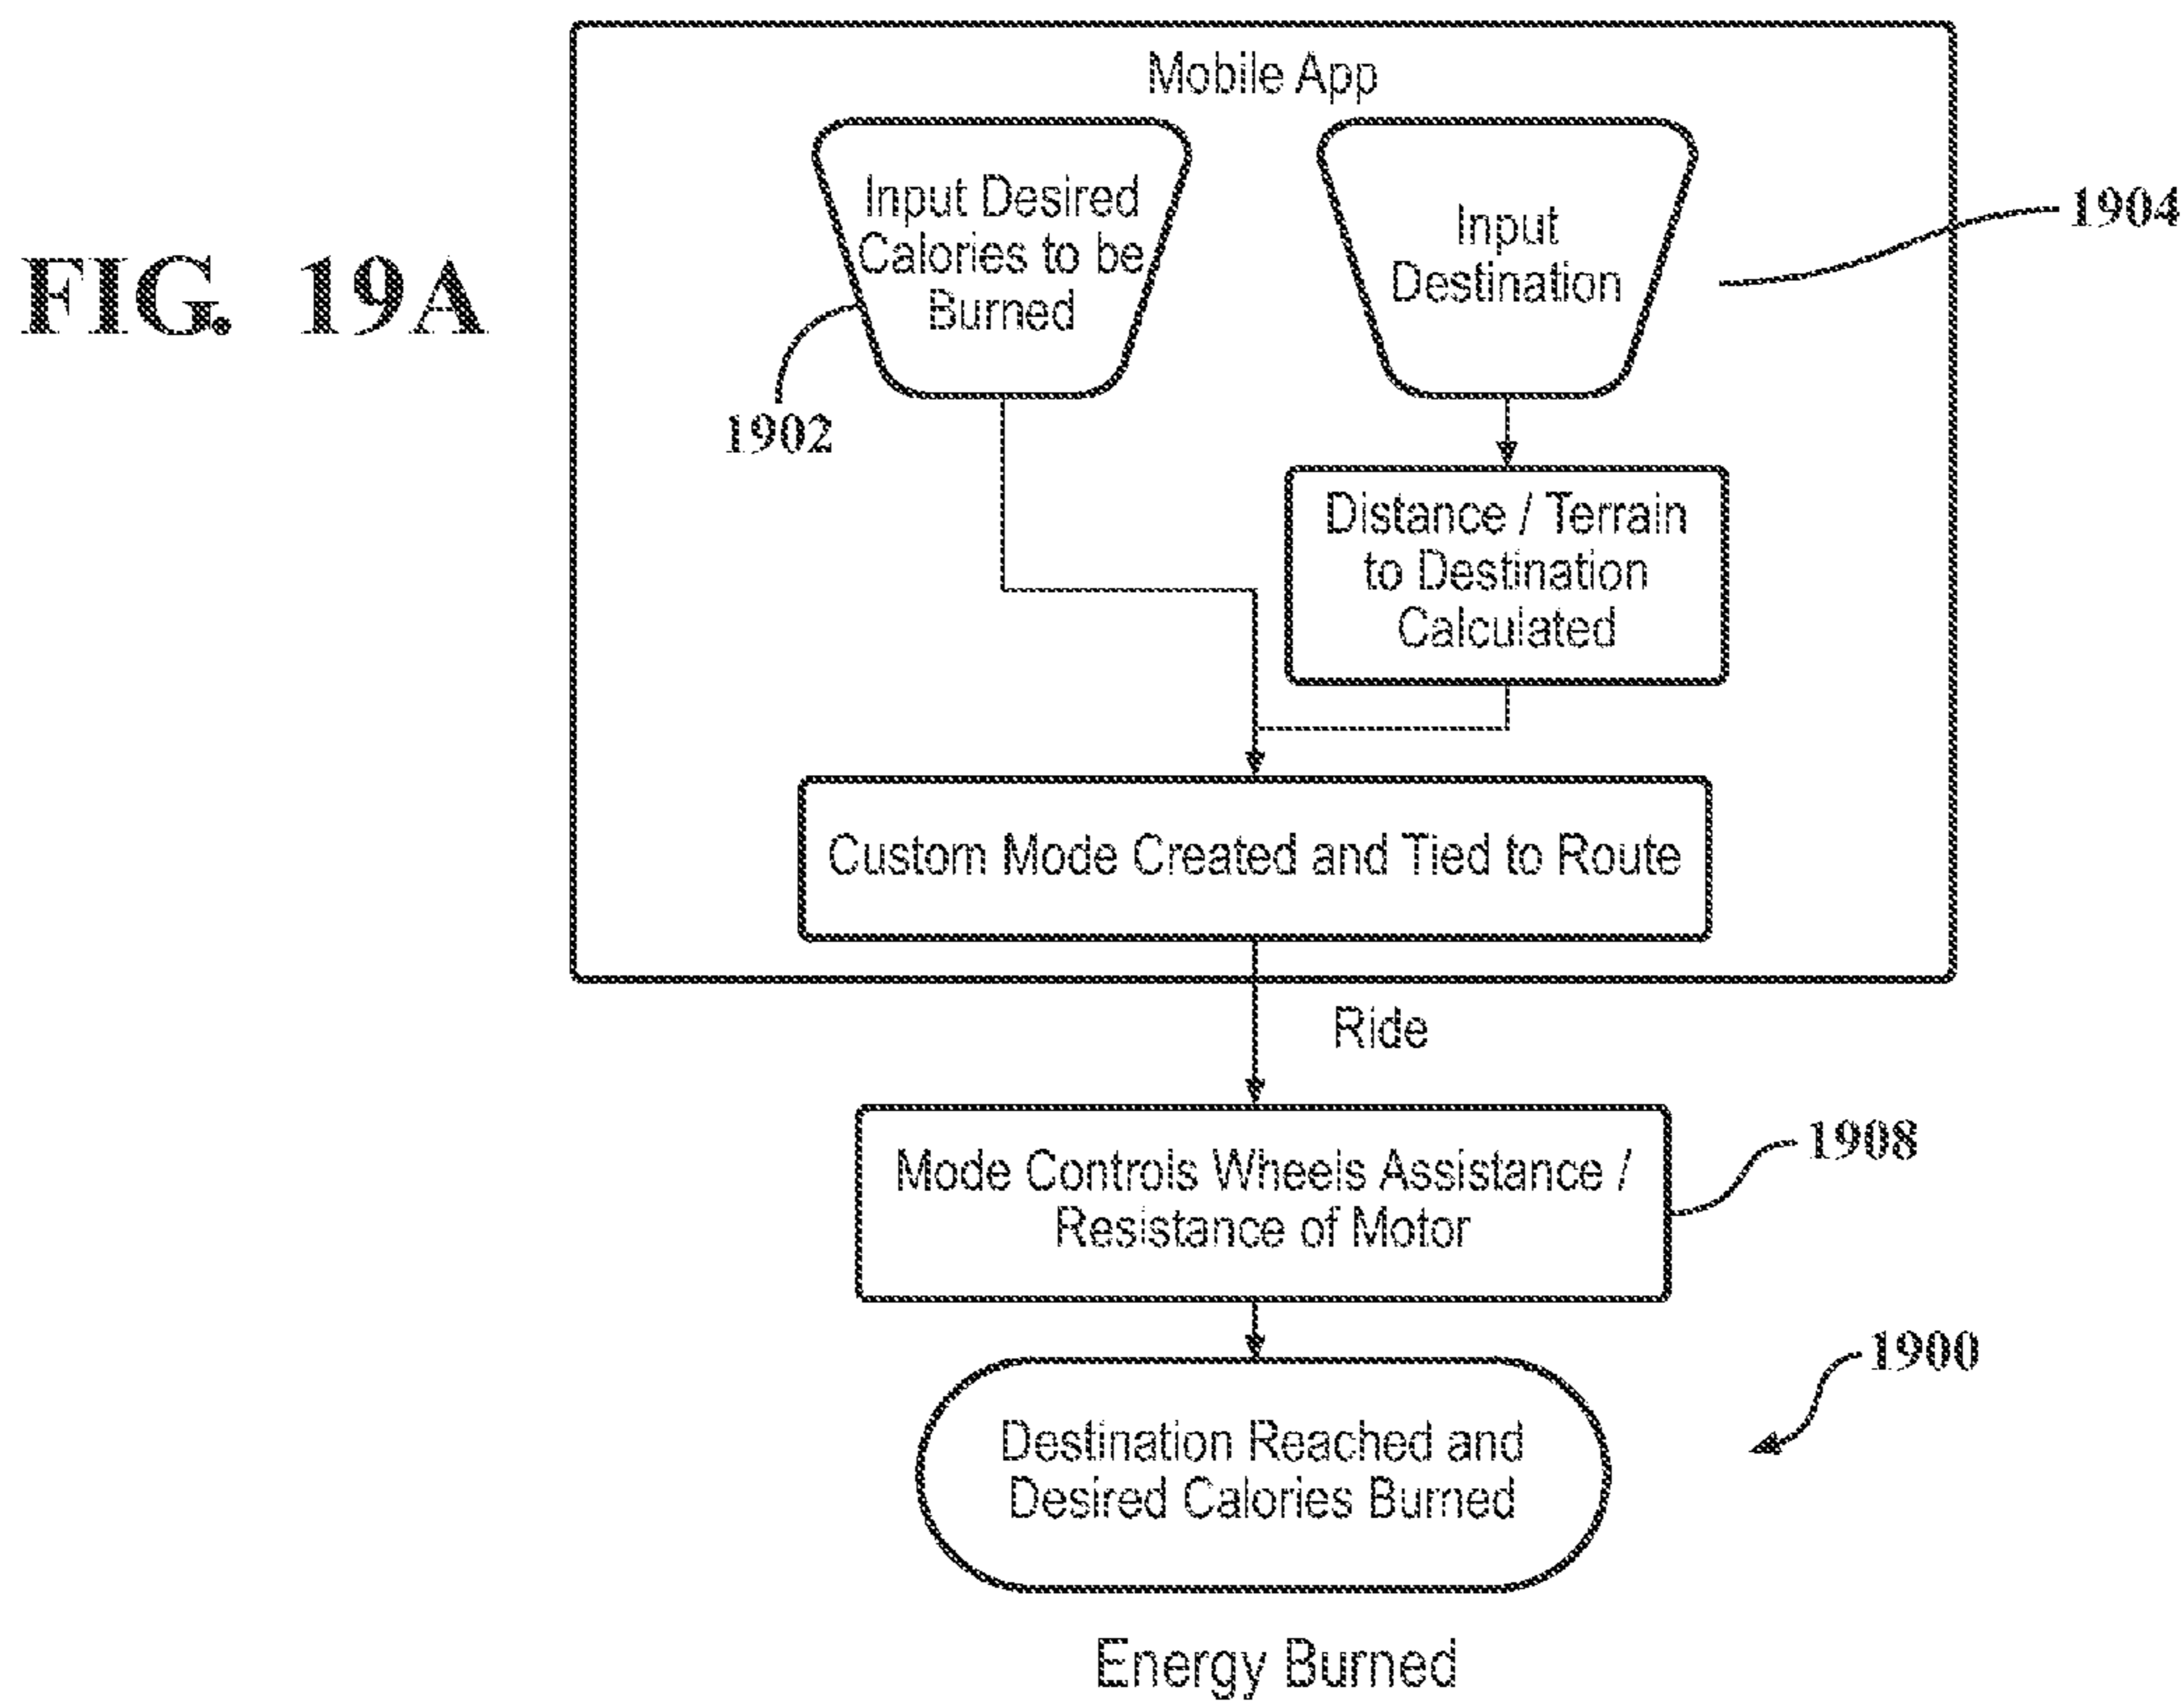 FIG. 19A
Mobile App
Input Desired
Calories to be
Burned
1902
Input
Destination
1904
Distance / Terrain
to Destination
Calculated
Custom Mode Created and Tied to Route
Ride
Mode Controls Wheels Assistance /
Resistance of Motor
1908
Destination Reached and
Desired Calories Burned
1900
Energy Burned